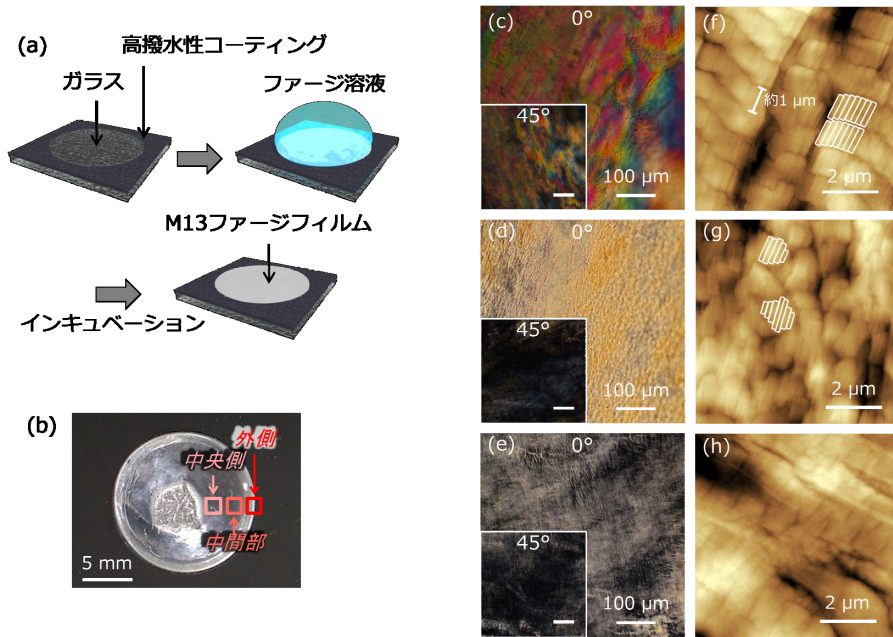 (a)
高撥水性コーティング
ガラス
ファージ溶液
M13ファージフィルム
インキュベーション
(b)
外側
中央側
中間部
5 mm
(c)
0°
45°
100 µm
(d)
0°
45°
100 µm
(e)
0°
45°
100 µm
(f)
約1 µm
2 µm
(g)
2 µm
(h)
2 µm